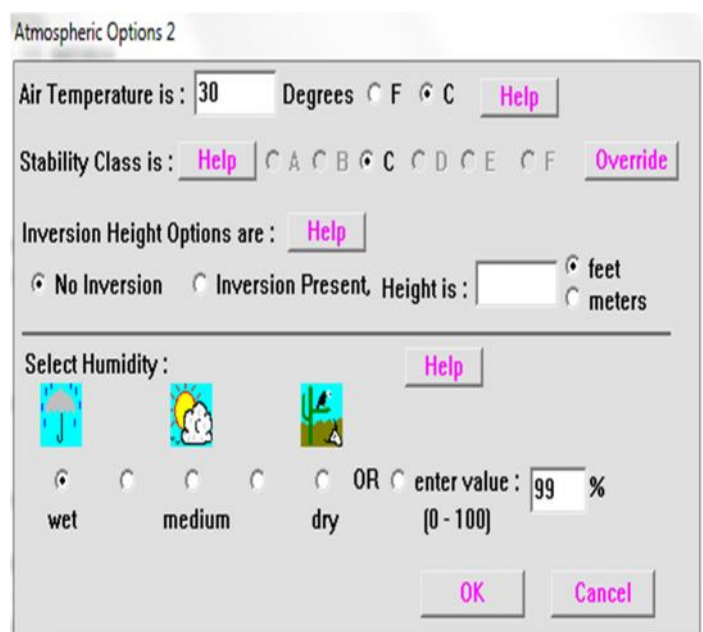 Atmospheric Options 2
Air Temperature is : 30 Degrees F C Help
Stability Class is : Help A B C D E F Override
Inversion Height Options are : Help
No Inversion Inversion Present, Height is : feet
meters
Select Humidity : Help
OR enter value : 99 %
wet medium dry (0 - 100)
OK Cancel